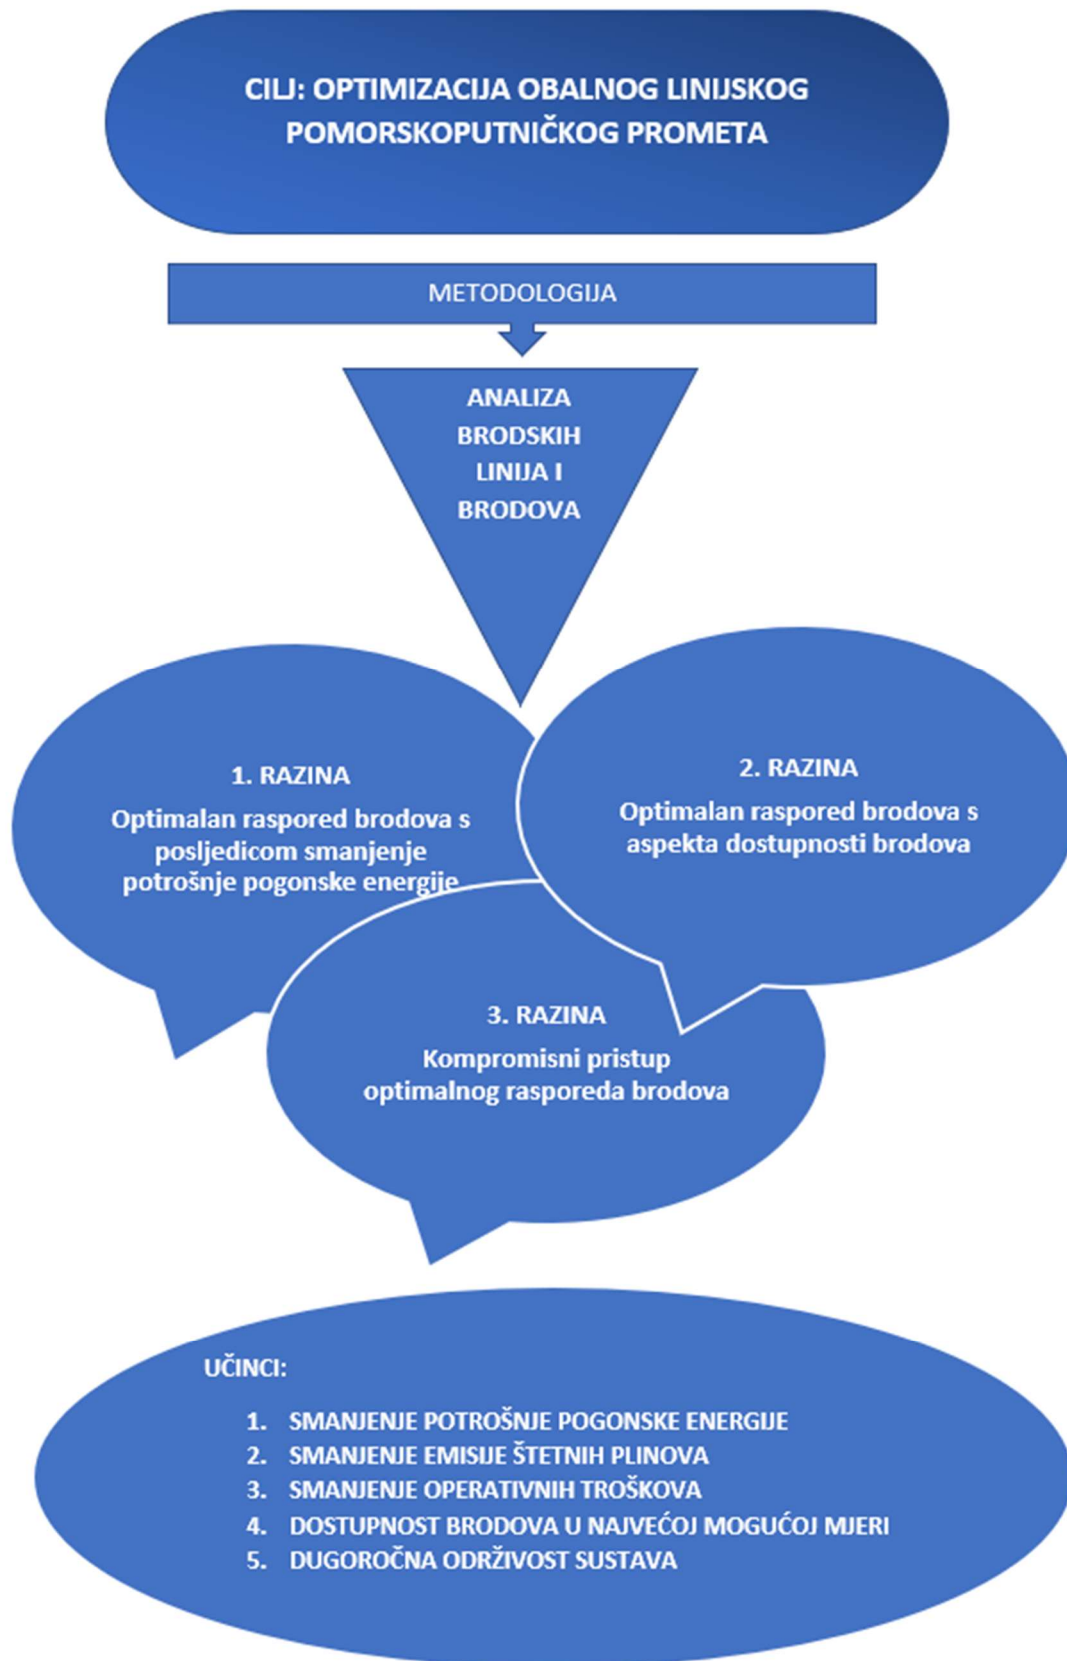 CILJ: OPTIMIZACIJA OBALNOG LINIJSKOG
POMORSKOPUTNIČKOG PROMETA
METODOLOGIJA
ANALIZA
BRODSKIH
LINIJA I
BRODOVA
1. RAZINA
Optimalan raspored brodova s
posljedicom smanjenje
potrošnje pogonske energije
2. RAZINA
Optimalan raspored brodova s
aspekta dostupnosti brodova
3. RAZINA
Kompromisni pristup
optimalnog rasporeda brodova
UČINCI:
1. SMANJENJE POTROŠNJE POGONSKE ENERGIJE
2. SMANJENJE EMISIJE ŠTETNIH PLINOVA
3. SMANJENJE OPERATIVNIH TROŠKOVA
4. DOSTUPNOST BRODOVA U NAJVEĆOJ MOGUĆOJ MJERI
5. DUGOROČNA ODRŽIVOST SUSTAVA